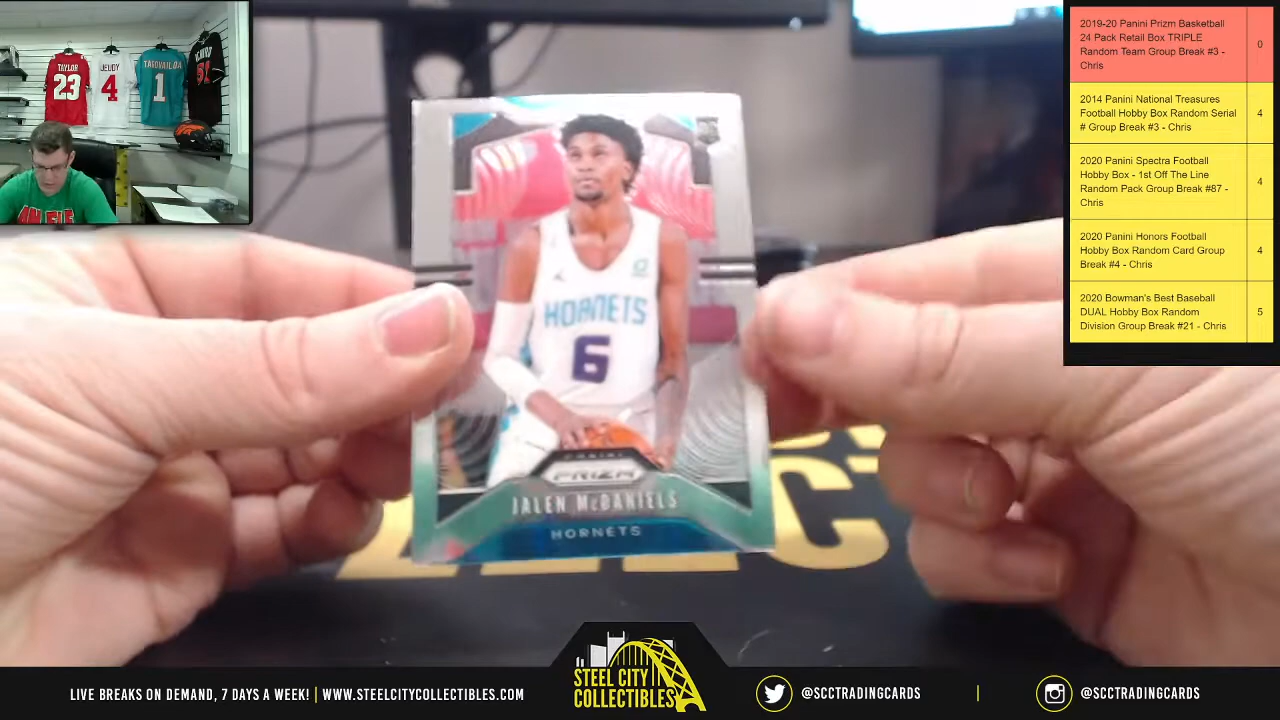 TAYLOR
23
JEUDY
4
TAGOVAILOA
1
51
HORNETS
6
PANINI
PRIZM
JALEN McDANIELS
HORNETS
2019-20 Panini Prizm Basketball
24 Pack Retail Box TRIPLE
Random Team Group Break #3 -
Chris
0
2014 Panini National Treasures
Football Hobby Box Random Serial
# Group Break #3 - Chris
4
2020 Panini Spectra Football
Hobby Box - 1st Off The Line
Random Pack Group Break #87 -
Chris
4
2020 Panini Honors Football
Hobby Box Random Card Group
Break #4 - Chris
4
2020 Bowman's Best Baseball
DUAL Hobby Box Random
Division Group Break #21 - Chris
5
LIVE BREAKS ON DEMAND, 7 DAYS A WEEK! | WWW.STEELCITYCOLLECTIBLES.COM
STEEL CITY
COLLECTIBLES
@SCCTRADINGCARDS
@SCCTRADINGCARDS